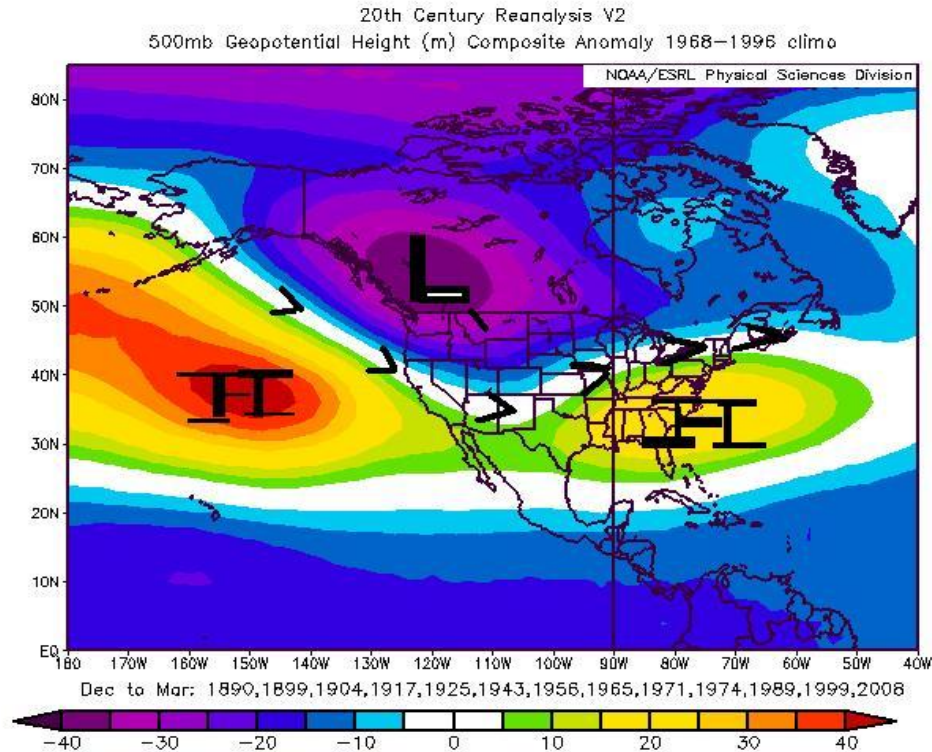 20th Century Reanalysis V2
500mb Geopotential Height (m) Composite Anomaly 1968-1996 climo
NOAA/ESRL Physical Sciences Division
80N
70N
60N
L
50N
40N
H
H
30N
20N
10N
EQ
180 170W 160W 150W 140W 130W 120W 110W 100W 90W 80W 70W 60W 50W 40W
Dec to Mar: 1890,1899,1904,1917,1925,1943,1956,1965,1971,1974,1989,1999,2008
-40 -30 -20 -10 0 10 20 30 40